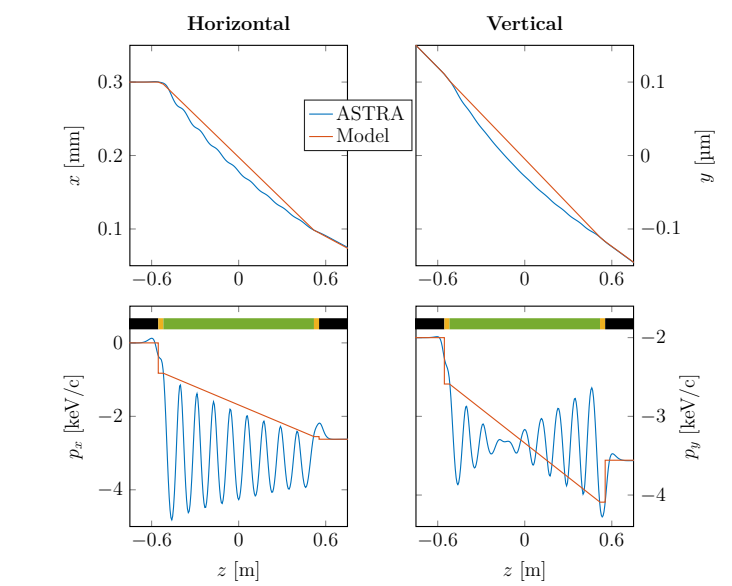 Horizontal Vertical
0.3 0.1
ASTRA
Model
x [mm] 0.2 0 y [µm]
0.1 −0.1
−0.6 0 0.6 −0.6 0 0.6
0 −2
p_x [keV/c] −2 −3 p_y [keV/c]
−4 −4
−0.6 0 0.6 −0.6 0 0.6
z [m] z [m]